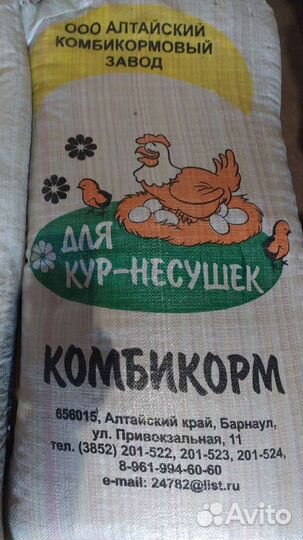 ООО АЛТАЙСКИЙ
КОМБИКОРМОВЫЙ
ЗАВОД
ДЛЯ
КУР-НЕСУШЕК
КОМБИКОРМ
656015, Алтайский край, Барнаул,
ул. Привокзальная, 11
тел. (3852) 201-522, 201-523, 201-524,
8-961-994-60-60
e-mail: 24782@list.ru
Avito